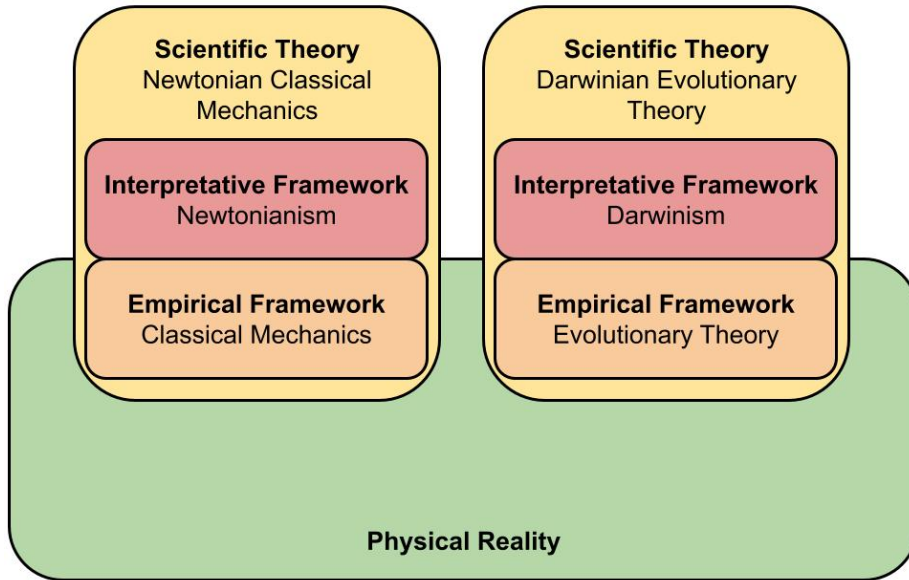 Scientific Theory
Newtonian Classical
Mechanics
Interpretative Framework
Newtonianism
Empirical Framework
Classical Mechanics
Scientific Theory
Darwinian Evolutionary
Theory
Interpretative Framework
Darwinism
Empirical Framework
Evolutionary Theory
Physical Reality